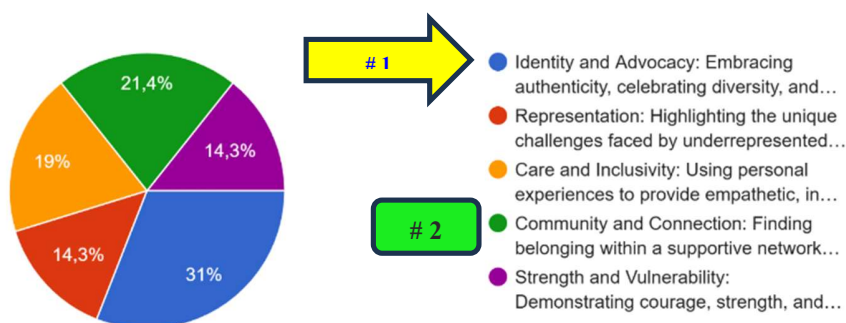 21,4%
14,3%
19%
14,3%
31%
# 1
# 2
Identity and Advocacy: Embracing
authenticity, celebrating diversity, and…
Representation: Highlighting the unique
challenges faced by underrepresented…
Care and Inclusivity: Using personal
experiences to provide empathetic, in…
Community and Connection: Finding
belonging within a supportive network…
Strength and Vulnerability:
Demonstrating courage, strength, and…